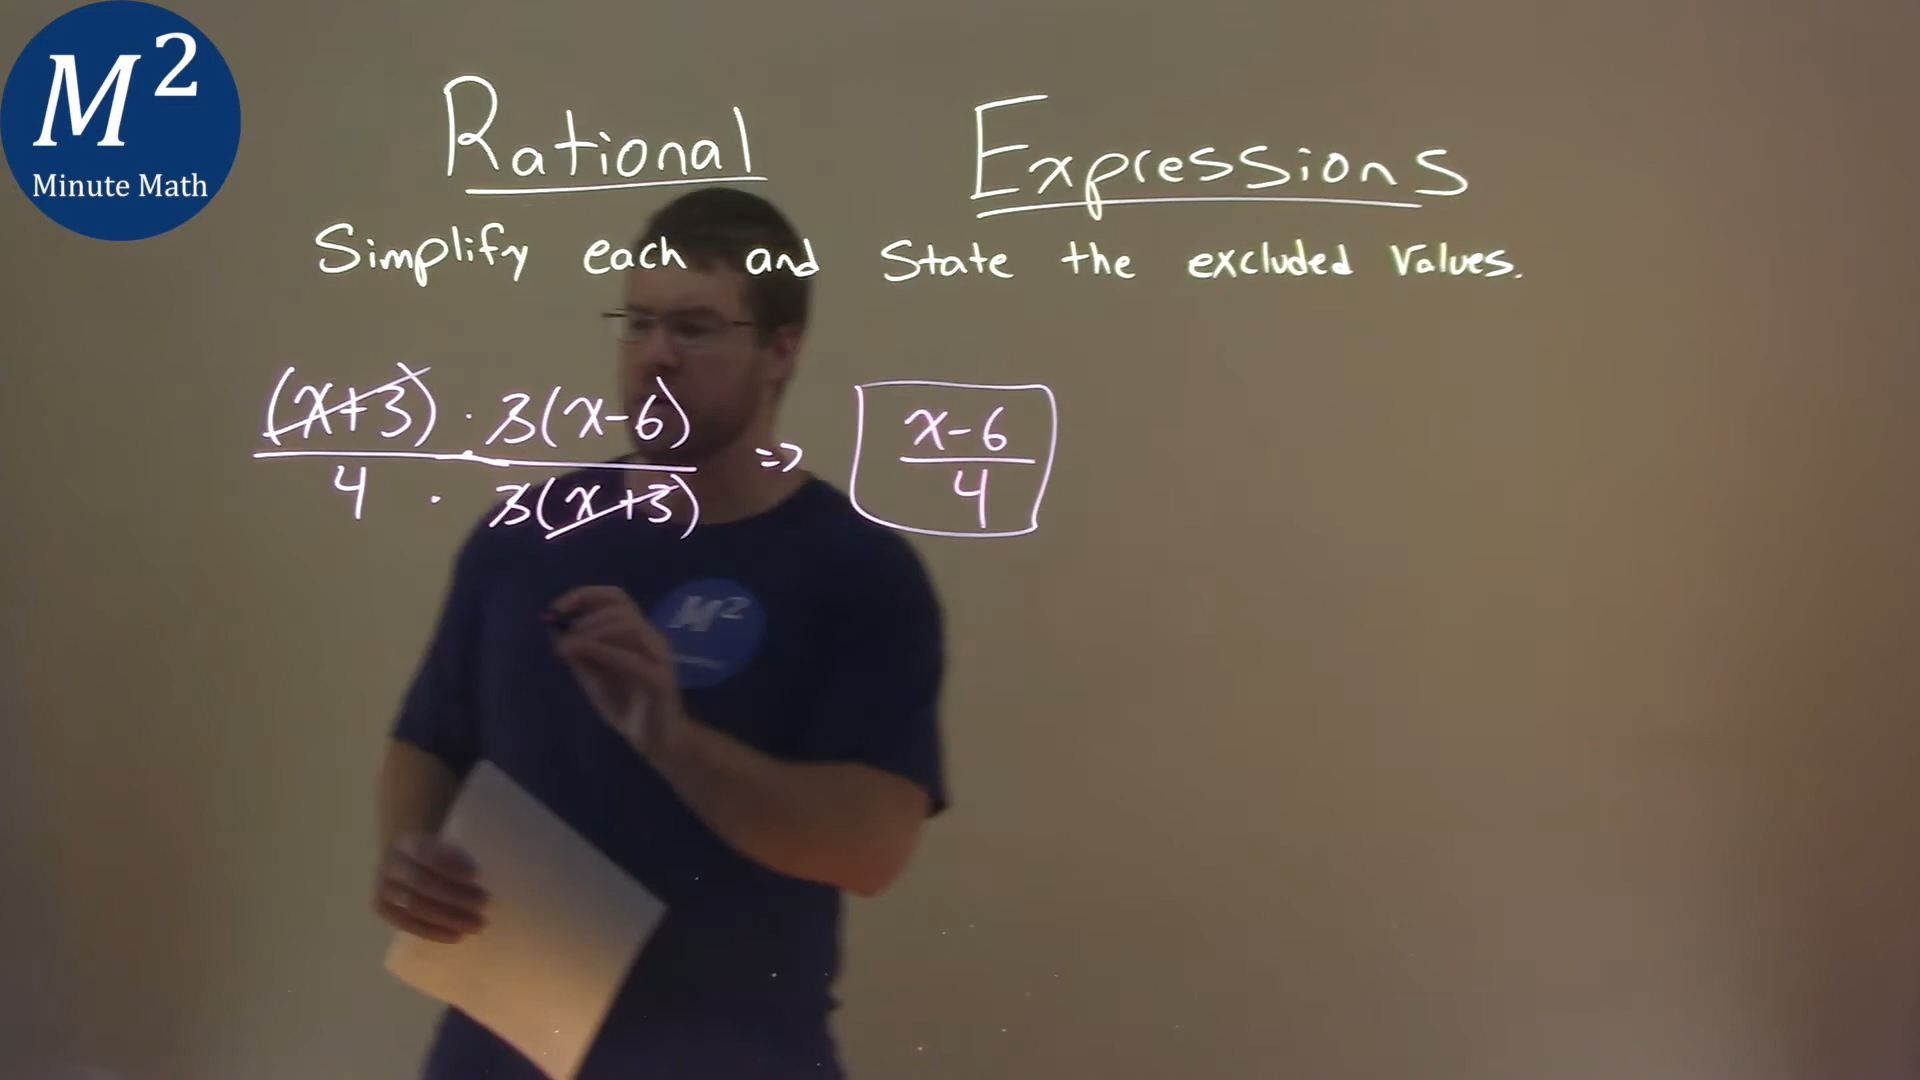 M²
Minute Math
Rational Expressions
Simplify each and State the excluded Values.
(x+3) · 3(x-6) / 4 · 3(x+3) => x-6 / 4
M²